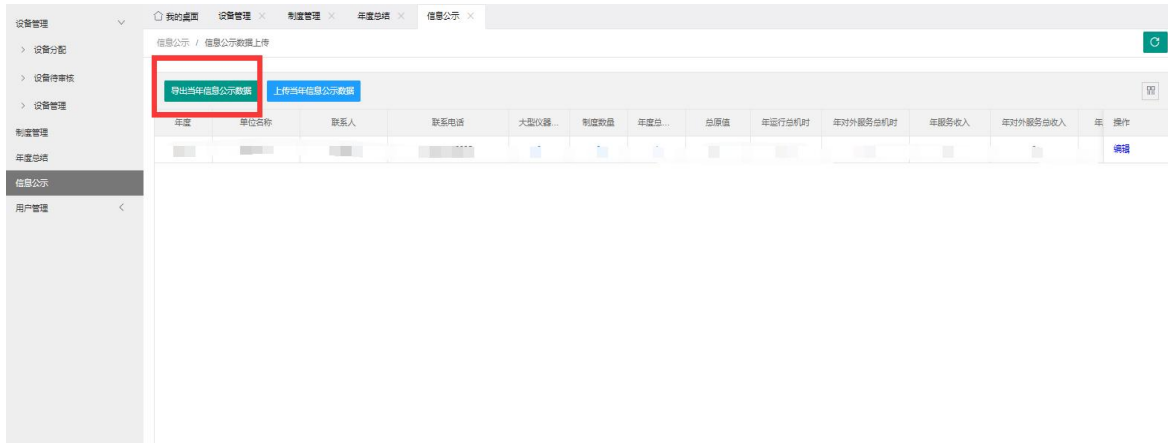 设备管理
设备分配
设备待审核
设备管理
制度管理
年度总结
信息公示
用户管理
我的桌面 设备管理 制度管理 年度总结 信息公示
信息公示 / 信息公示数据上传
导出当年信息公示数据 上传当年信息公示数据
年度 单位名称 联系人 联系电话 大型仪器... 制度数量 年度总... 总原值 年运行总机时 年对外服务总机时 年服务收入 年对外服务总收入 年 操作
编辑